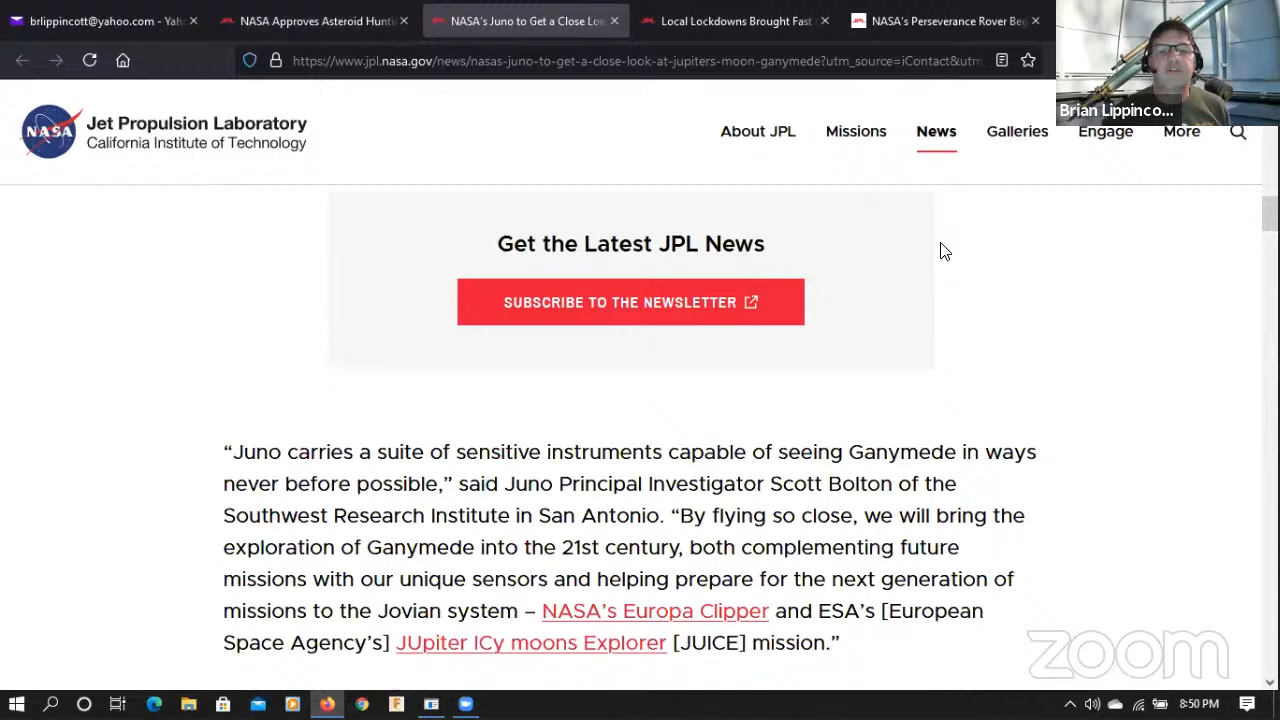 brlippincott@yahoo.com - Yah
NASA Approves Asteroid Hunti
NASA's Juno to Get a Close Loo
Local Lockdowns Brought Fast
NASA's Perseverance Rover Beg
https://www.jpl.nasa.gov/news/nasas-juno-to-get-a-close-look-at-jupiters-moon-ganymede?utm_source=iContact&utm_
Brian Lippinco...
NASA
Jet Propulsion Laboratory
California Institute of Technology
About JPL Missions News Galleries Engage More
Get the Latest JPL News
SUBSCRIBE TO THE NEWSLETTER
“Juno carries a suite of sensitive instruments capable of seeing Ganymede in ways
never before possible,” said Juno Principal Investigator Scott Bolton of the
Southwest Research Institute in San Antonio. “By flying so close, we will bring the
exploration of Ganymede into the 21st century, both complementing future
missions with our unique sensors and helping prepare for the next generation of
missions to the Jovian system – NASA’s Europa Clipper and ESA’s [European
Space Agency’s] JUpiter ICy moons Explorer [JUICE] mission.”
zoom
8:50 PM